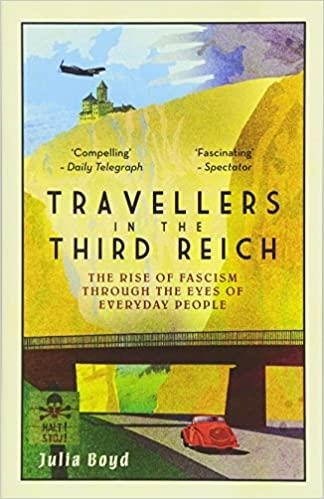 ‘Compelling’
– Daily Telegraph
‘Fascinating’
– Spectator
TRAVELLERS
IN THE
THIRD REICH
THE RISE OF FASCISM
THROUGH THE EYES OF
EVERYDAY PEOPLE
HALT!
STÓJ!
Julia Boyd